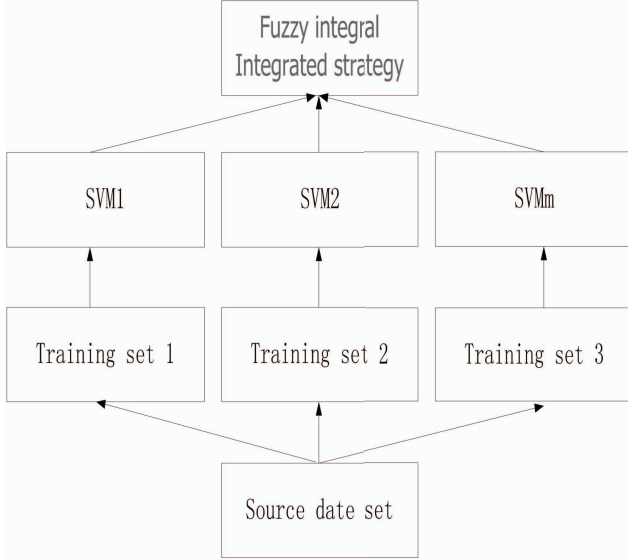 Fuzzy integral
Integrated strategy
SVM1
SVM2
SVMm
Training set 1
Training set 2
Training set 3
Source date set